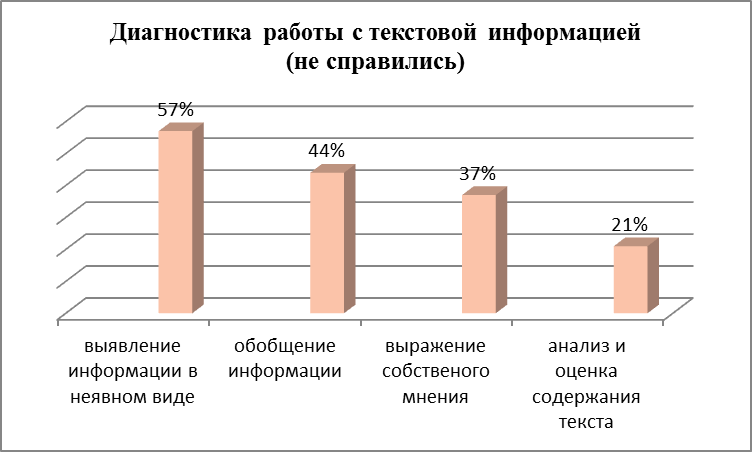 Диагностика работы с текстовой информацией
(не справились)
57%
44%
37%
21%
выявление
информации в
неявном виде
обобщение
информации
выражение
собственого
мнения
анализ и
оценка
содержания
текста